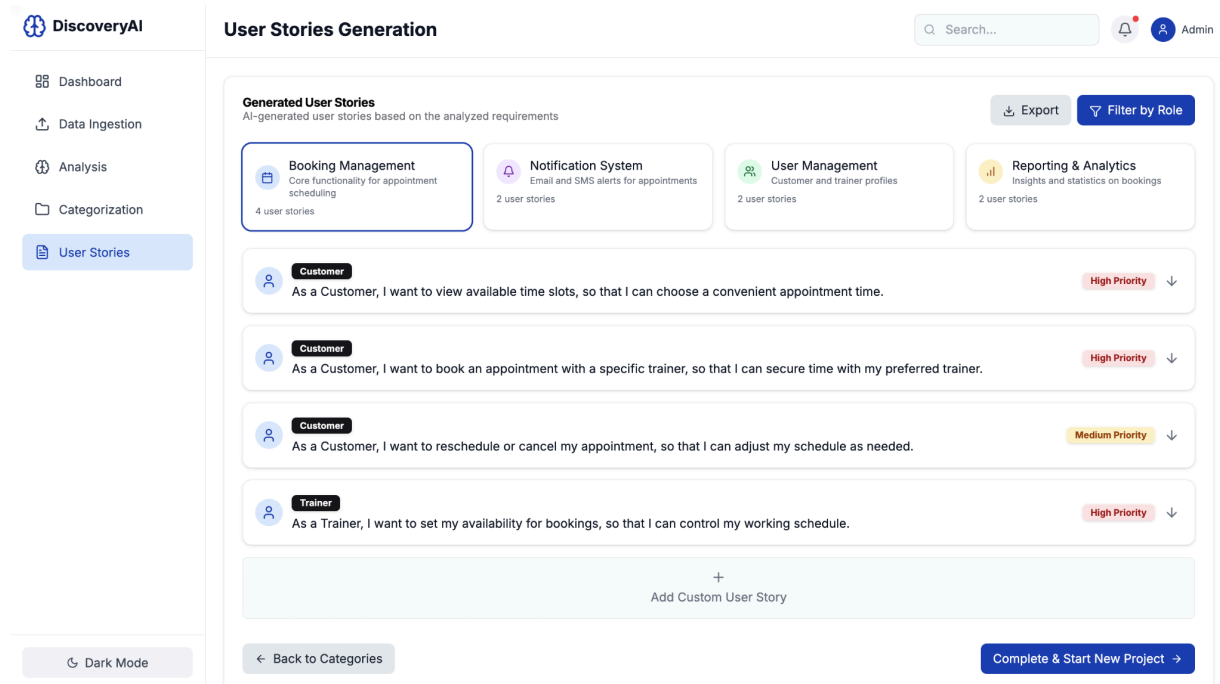 DiscoveryAI
User Stories Generation
Search...
Admin
Dashboard
Data Ingestion
Analysis
Categorization
User Stories
Dark Mode
Generated User Stories
AI-generated user stories based on the analyzed requirements
Export
Filter by Role
Booking Management
Core functionality for appointment
scheduling
4 user stories
Notification System
Email and SMS alerts for appointments
2 user stories
User Management
Customer and trainer profiles
2 user stories
Reporting & Analytics
Insights and statistics on bookings
2 user stories
Customer
As a Customer, I want to view available time slots, so that I can choose a convenient appointment time.
High Priority
Customer
As a Customer, I want to book an appointment with a specific trainer, so that I can secure time with my preferred trainer.
High Priority
Customer
As a Customer, I want to reschedule or cancel my appointment, so that I can adjust my schedule as needed.
Medium Priority
Trainer
As a Trainer, I want to set my availability for bookings, so that I can control my working schedule.
High Priority
Add Custom User Story
Back to Categories
Complete & Start New Project